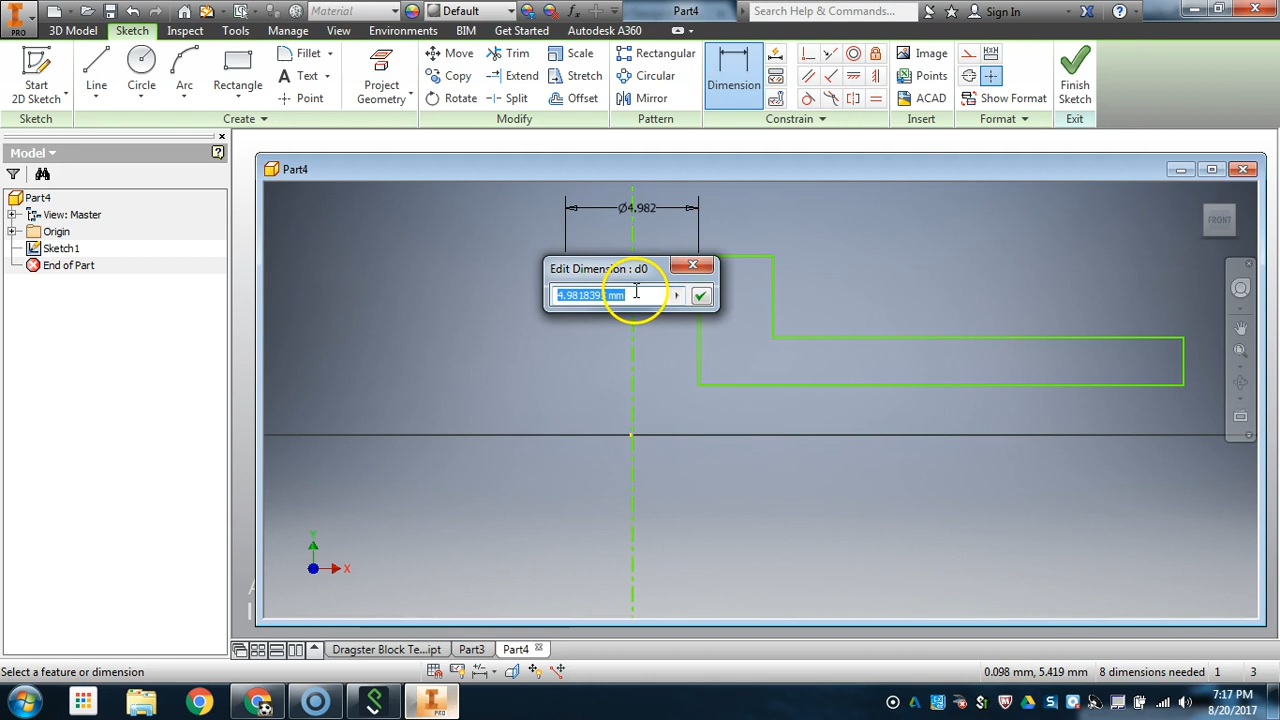 PRO
Material
Default
Part4
Search Help & Commands...
Sign In
3D Model Sketch Inspect Tools Manage View Environments BIM Get Started Autodesk A360
Start
2D Sketch
Line
Circle
Arc
Rectangle
Fillet
Text
Point
Project
Geometry
Move
Copy
Rotate
Trim
Extend
Split
Scale
Stretch
Offset
Rectangular
Circular
Mirror
Dimension
Image
Points
ACAD
Show Format
Finish
Sketch
Sketch Create Modify Pattern Constrain Insert Format Exit
Model
Part4
View: Master
Origin
Sketch1
End of Part
Part4
Ø4.982
FRONT
Edit Dimension : d0
Y
X
Dragster Block Te...ipt Part3 Part4
Select a feature or dimension
0.098 mm, 5.419 mm 8 dimensions needed 1 3
PRO
7:17 PM
8/20/2017